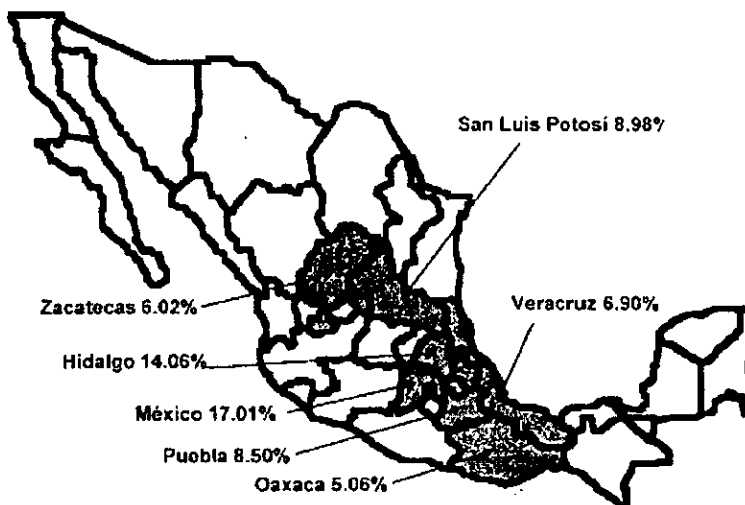 San Luis Potosí 8.98%
Zacatecas 6.02%
Veracruz 6.90%
Hidalgo 14.06%
México 17.01%
Puobla 8.50%
Oaxaca 5.06%